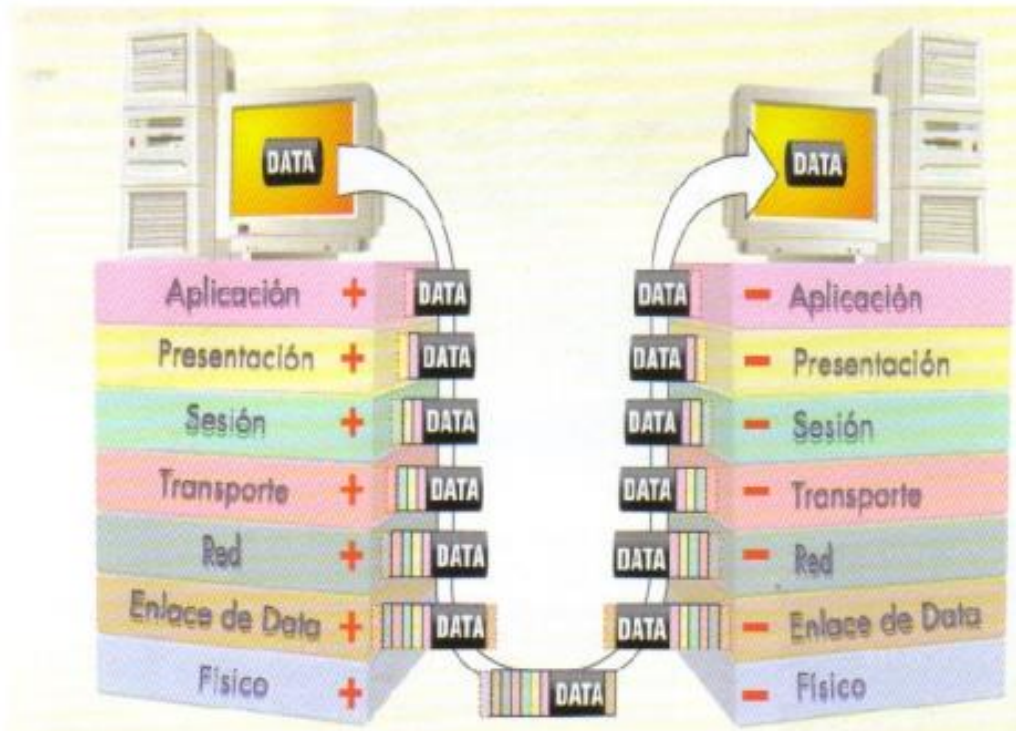 DATA
DATA
Aplicación + DATA
DATA - Aplicación
Presentación + DATA
DATA - Presentación
Sesión + DATA
DATA - Sesión
Transporte + DATA
DATA - Transporte
Red + DATA
DATA - Red
Enlace de Data + DATA
DATA - Enlace de Data
Físico +
DATA
- Físico